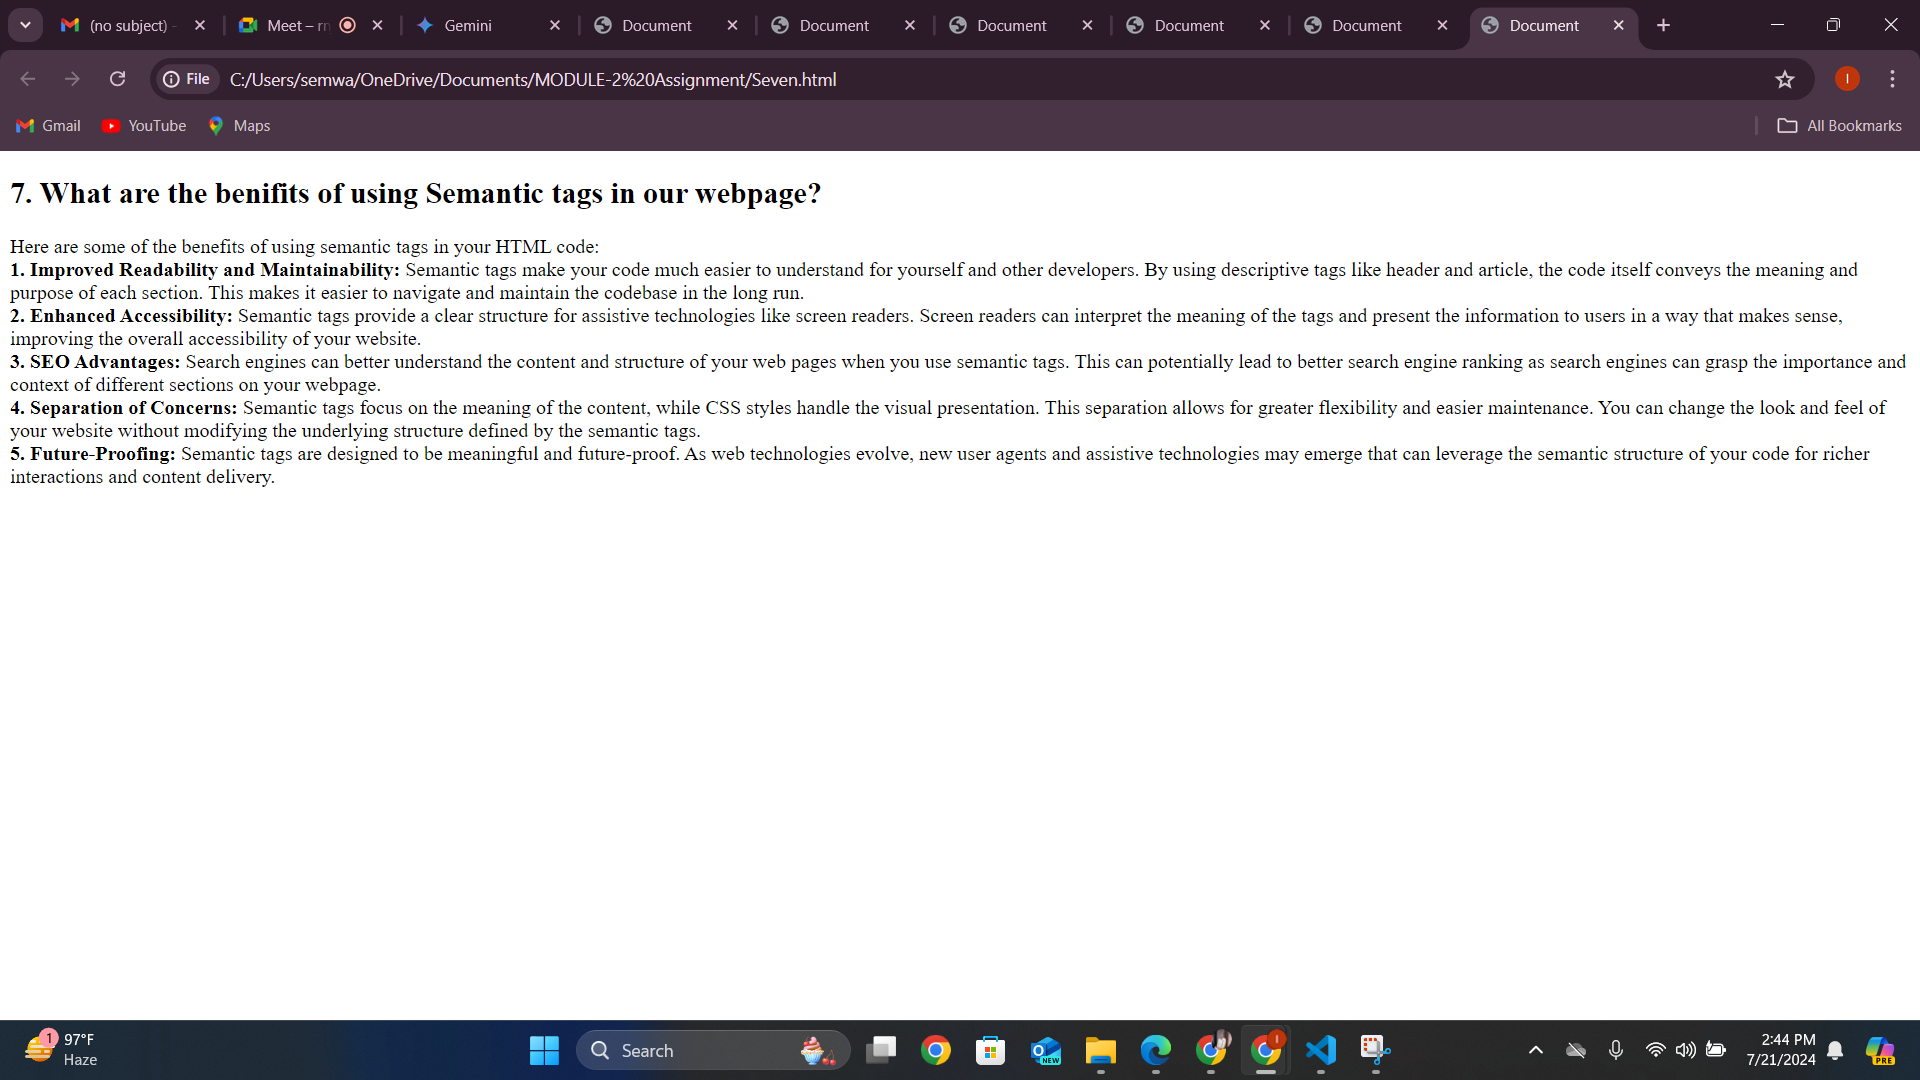 (no subject) -
Meet – rn
Gemini
Document
Document
Document
Document
Document
Document
File
C:/Users/semwa/OneDrive/Documents/MODULE-2%20Assignment/Seven.html
I
Gmail
YouTube
Maps
All Bookmarks
7. What are the benifits of using Semantic tags in our webpage?
Here are some of the benefits of using semantic tags in your HTML code:
1. Improved Readability and Maintainability: Semantic tags make your code much easier to understand for yourself and other developers. By using descriptive tags like header and article, the code itself conveys the meaning and
purpose of each section. This makes it easier to navigate and maintain the codebase in the long run.
2. Enhanced Accessibility: Semantic tags provide a clear structure for assistive technologies like screen readers. Screen readers can interpret the meaning of the tags and present the information to users in a way that makes sense,
improving the overall accessibility of your website.
3. SEO Advantages: Search engines can better understand the content and structure of your web pages when you use semantic tags. This can potentially lead to better search engine ranking as search engines can grasp the importance and
context of different sections on your webpage.
4. Separation of Concerns: Semantic tags focus on the meaning of the content, while CSS styles handle the visual presentation. This separation allows for greater flexibility and easier maintenance. You can change the look and feel of
your website without modifying the underlying structure defined by the semantic tags.
5. Future-Proofing: Semantic tags are designed to be meaningful and future-proof. As web technologies evolve, new user agents and assistive technologies may emerge that can leverage the semantic structure of your code for richer
interactions and content delivery.
1
97°F
Haze
Search
NEW
I
2:44 PM
7/21/2024
PRE